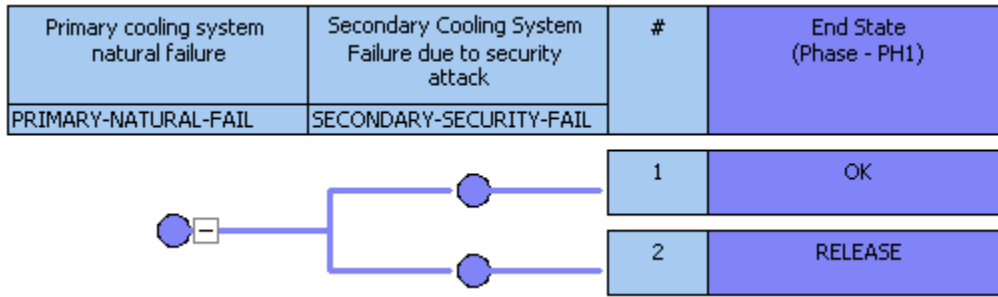 Primary cooling system
natural failure
Secondary Cooling System
Failure due to security
attack
#
End State
(Phase - PH1)
PRIMARY-NATURAL-FAIL
SECONDARY-SECURITY-FAIL
1
OK
2
RELEASE